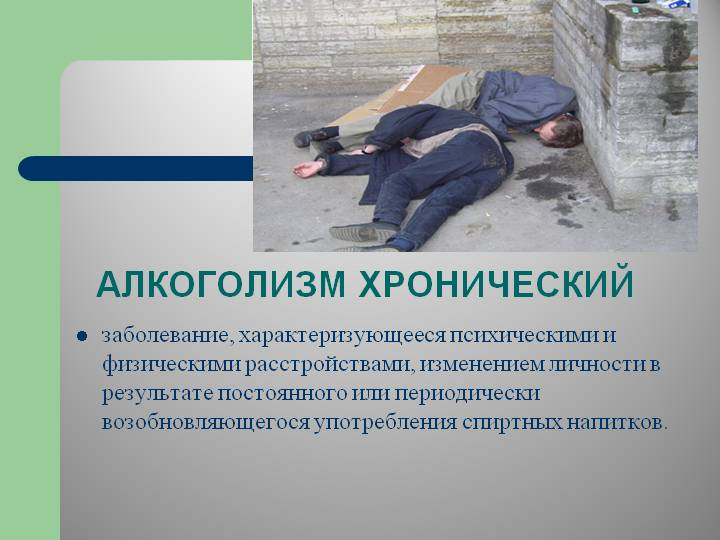 АЛКОГОЛИЗМ ХРОНИЧЕСКИЙ
заболевание, характеризующееся психическими и
физическими расстройствами, изменением личности в
результате постоянного или периодически
возобновляющегося употребления спиртных напитков.